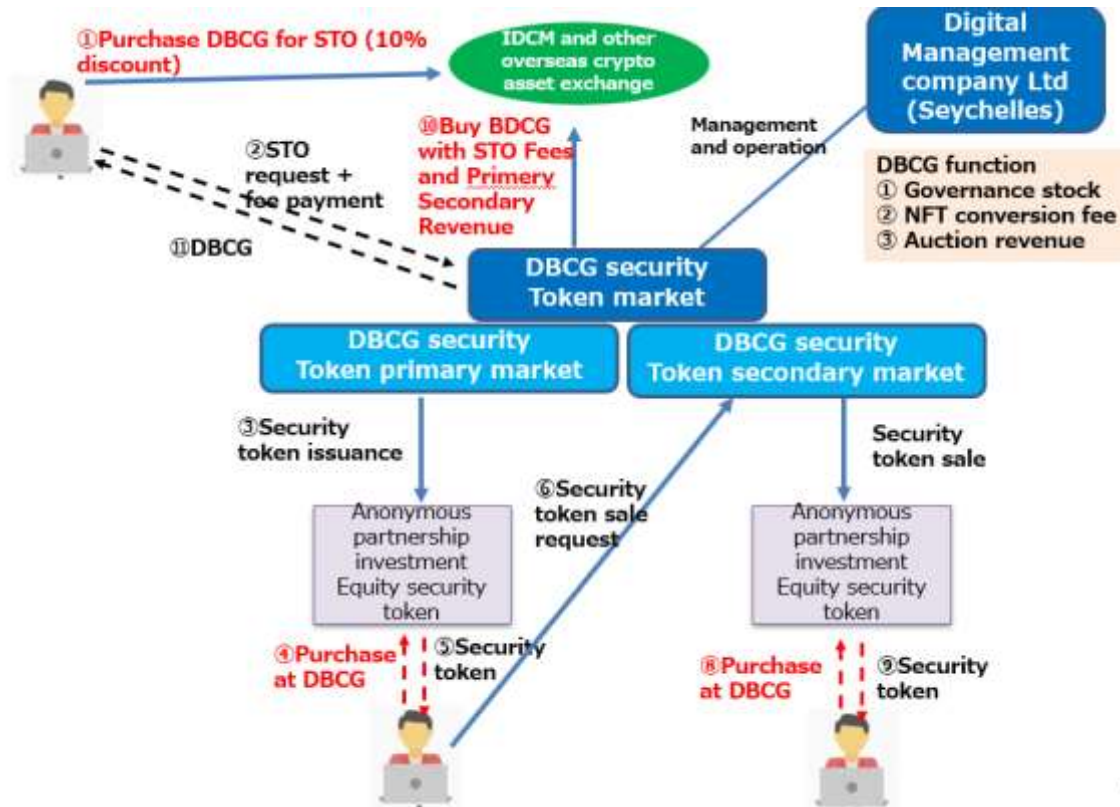 ①Purchase DBCG for STO (10%
discount)
IDCM and other
overseas crypto
asset exchange
Digital
Management
company Ltd
(Seychelles)
②STO
request +
fee payment
⑪DBCG
⑩Buy BDCG
with STO Fees
and Primery
Secondary
Revenue
Management
and operation
DBCG function
① Governance stock
② NFT conversion fee
③ Auction revenue
DBCG security
Token market
DBCG security
Token primary market
DBCG security
Token secondary market
③Security
token issuance
⑥Security
token sale
request
Security
token sale
Anonymous
partnership
investment
Equity security
token
Anonymous
partnership
investment
Equity security
token
④Purchase
at DBCG
⑤Security
token
⑧Purchase
at DBCG
⑨Security
token